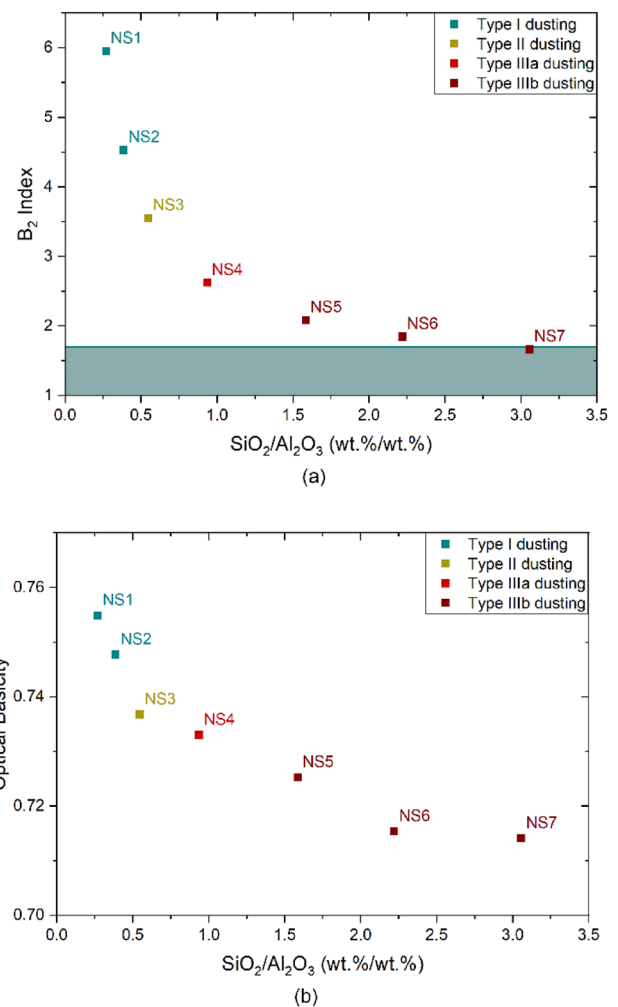 Type I dusting
Type II dusting
Type IIIa dusting
Type IIIb dusting
NS1
NS2
NS3
NS4
NS5
NS6
NS7
6
5
4
3
2
1
B₂ Index
0.0 0.5 1.0 1.5 2.0 2.5 3.0 3.5
SiO₂/Al₂O₃ (wt.%/wt.%)
(a)
Type I dusting
Type II dusting
Type IIIa dusting
Type IIIb dusting
NS1
NS2
NS3
NS4
NS5
NS6
NS7
0.76
0.74
0.72
0.70
Optical Basicity
0.0 0.5 1.0 1.5 2.0 2.5 3.0 3.5
SiO₂/Al₂O₃ (wt.%/wt.%)
(b)